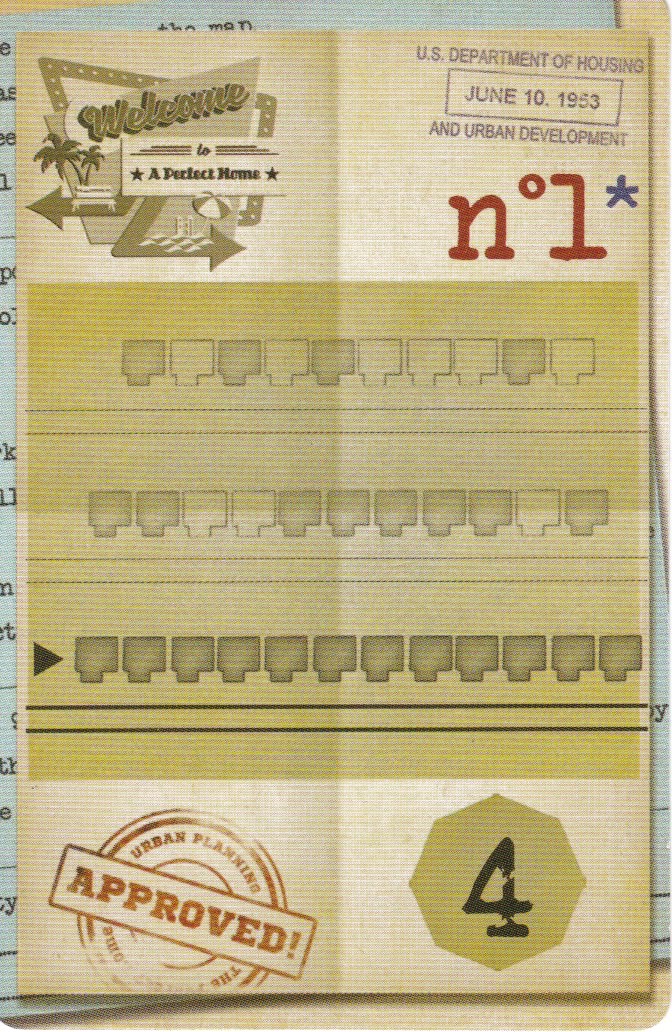 the map
Welcome
to
★ A Perfect Home ★
U.S. DEPARTMENT OF HOUSING
JUNE 10. 1953
AND URBAN DEVELOPMENT
n°1*
URBAN PLANNING
APPROVED!
THE
4